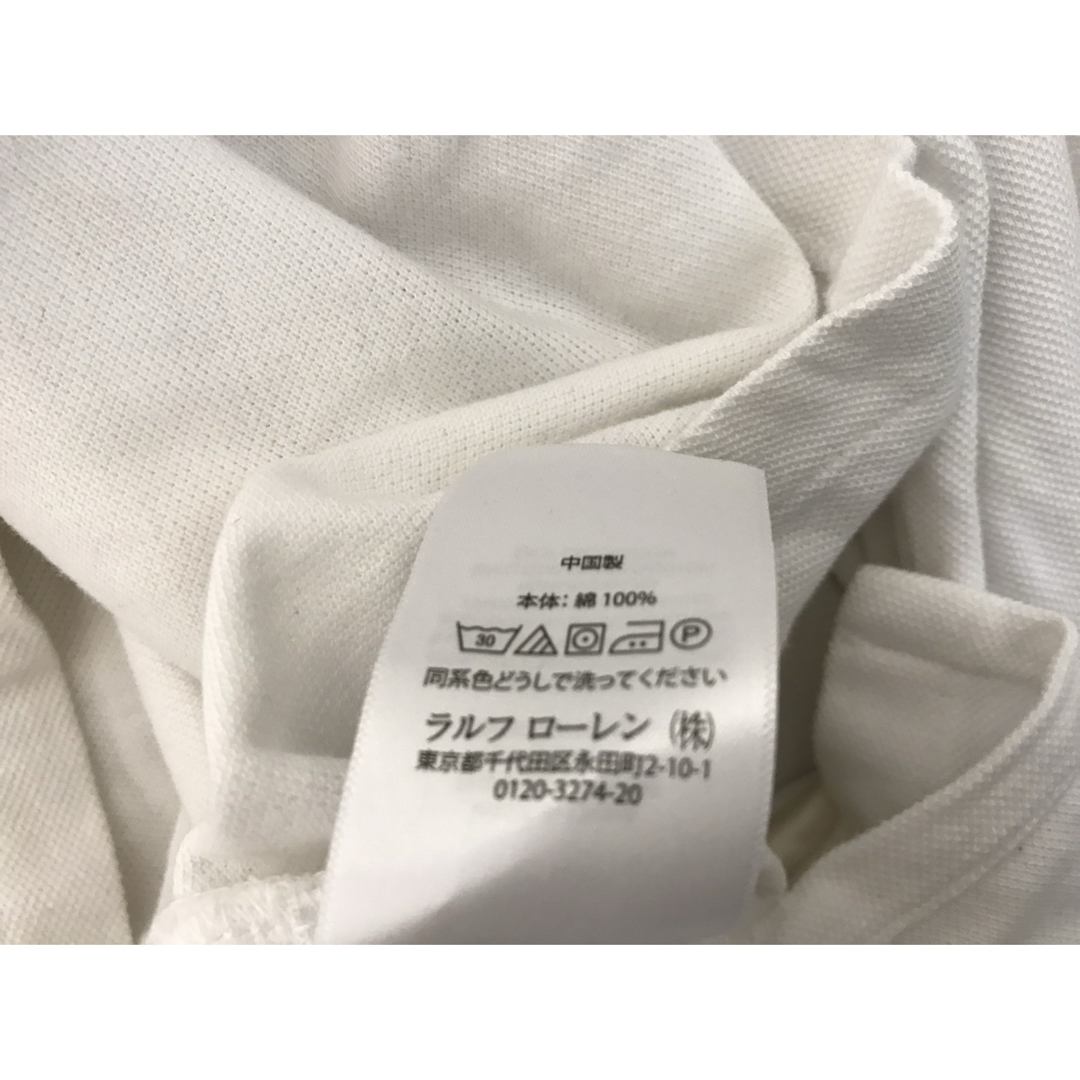 中国製
本体: 綿 100%
30 P
同系色どうしで洗ってください
ラルフ ローレン (株)
東京都千代田区永田町2-10-1
0120-3274-20